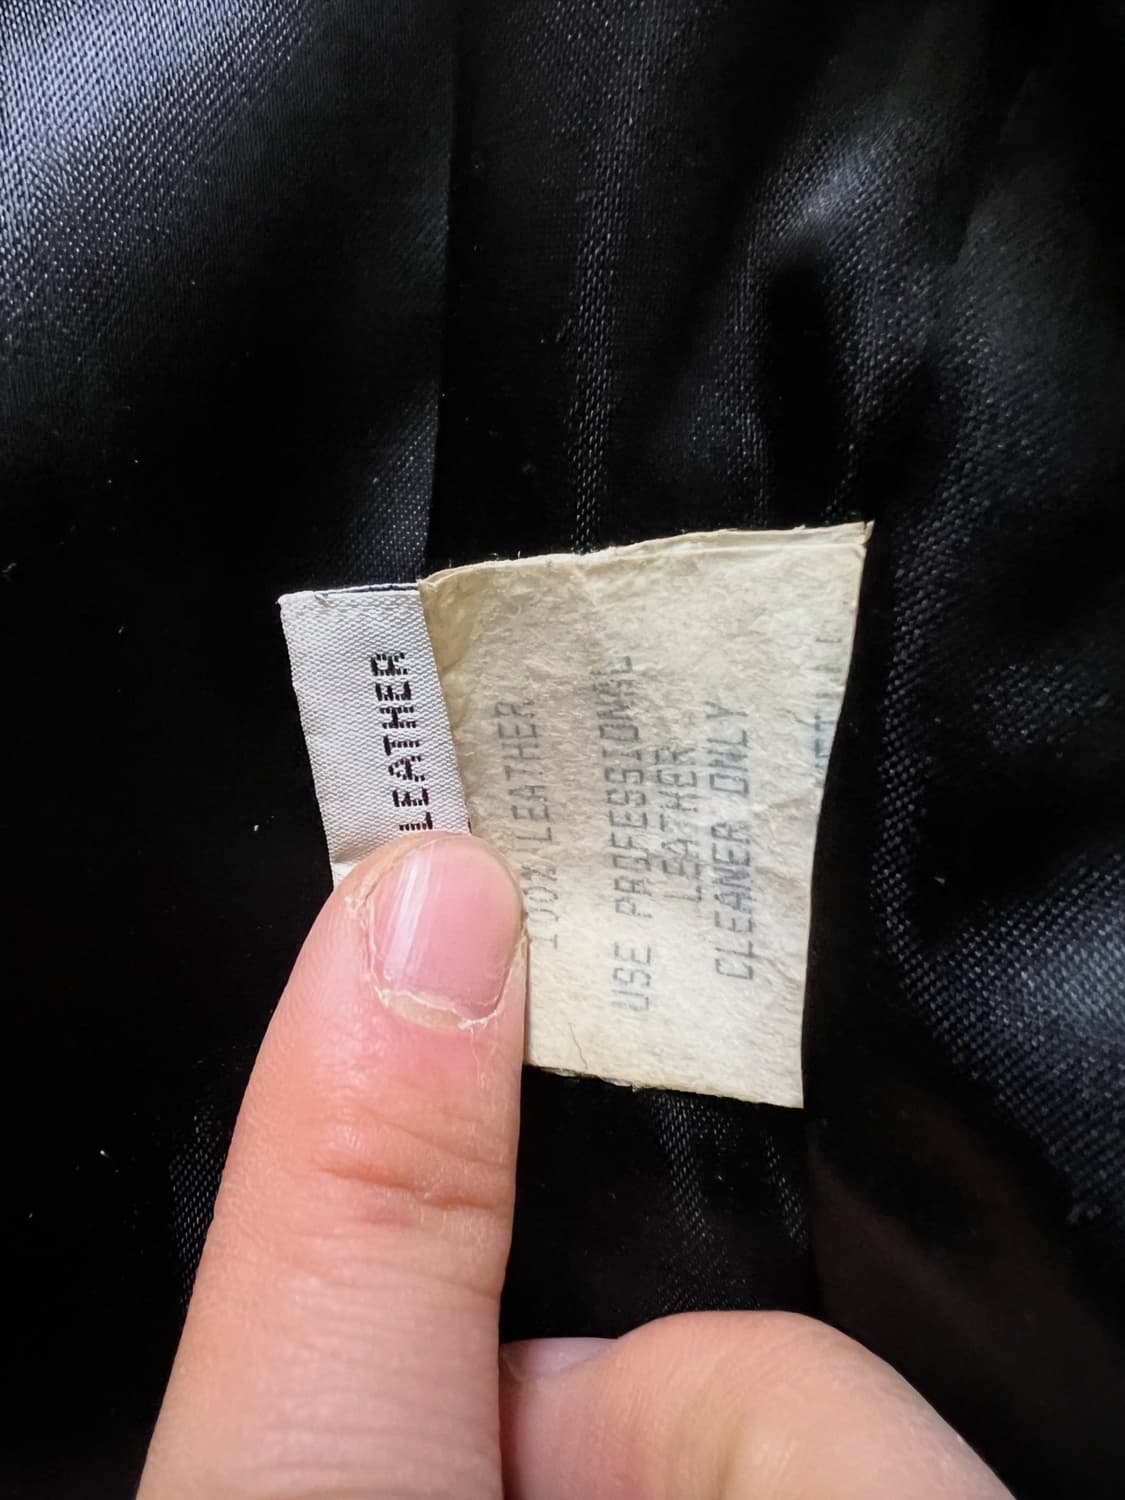 LEATHER
100% LEATHER
USE PROFESSIONAL
LEATHER
CLEANER ONLY